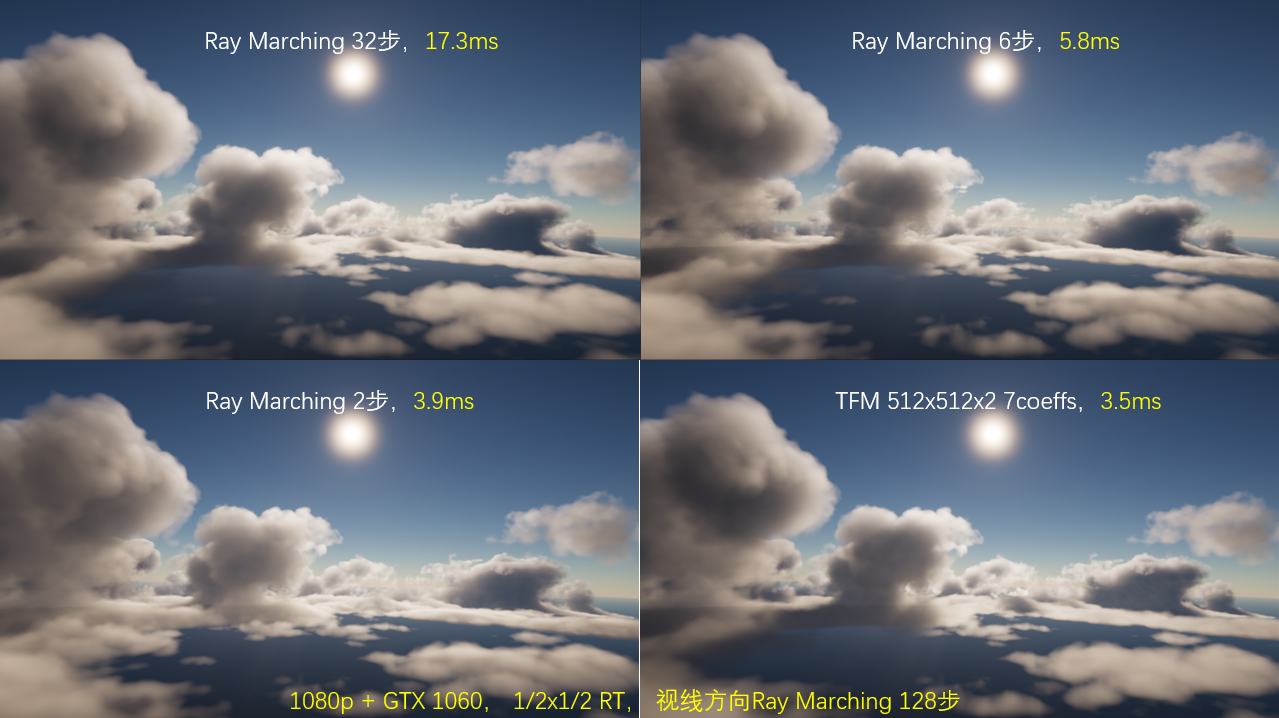 Ray Marching 32步，17.3ms
Ray Marching 6步，5.8ms
Ray Marching 2步，3.9ms
TFM 512x512x2 7coeffs，3.5ms
1080p + GTX 1060， 1/2x1/2 RT， 视线方向Ray Marching 128步